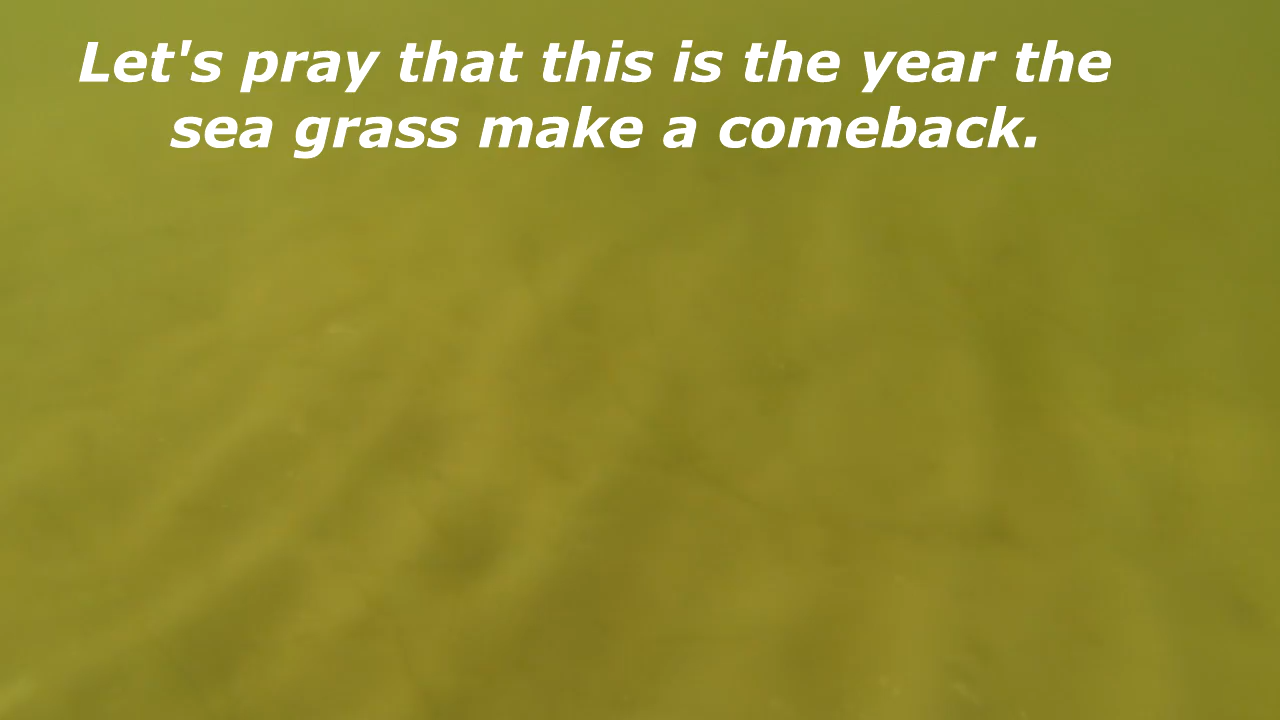 Let's pray that this is the year the
sea grass make a comeback.